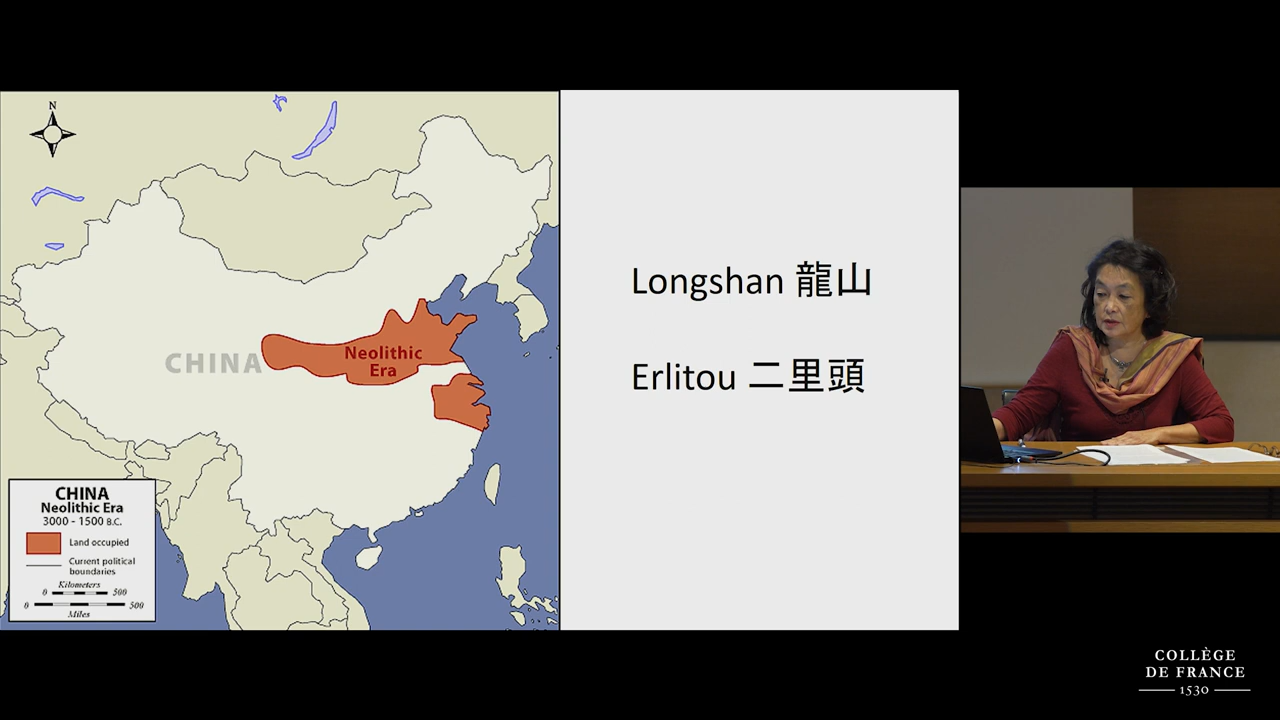 N
CHINA
Neolithic
Era
CHINA
Neolithic Era
3000 - 1500 B.C.
Land occupied
Current political
boundaries
Kilometers
0 500
0 500
Miles
Longshan 龍山
Erlitou 二里頭
COLLÈGE
DE FRANCE
1530